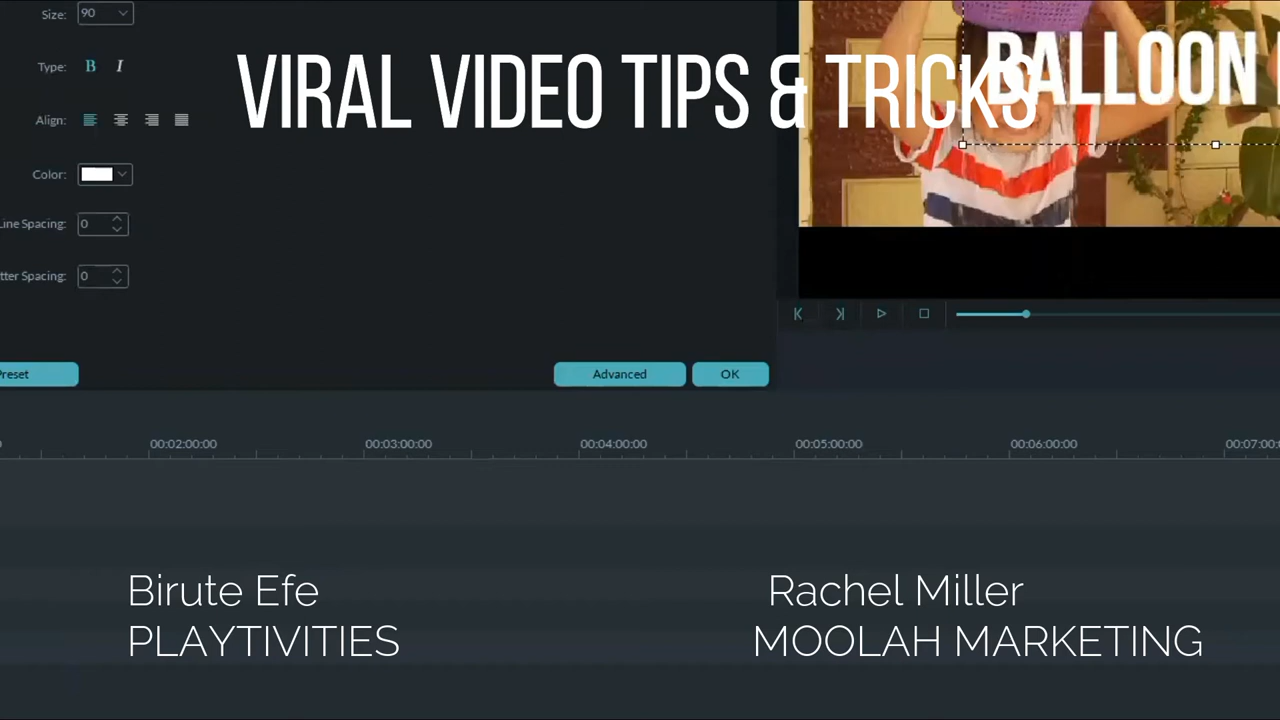 Size: 90
Type: B I
Align:
Color:
Line Spacing: 0
tter Spacing: 0
VIRAL VIDEO TIPS & TRICKS
BALLOON
Preset
Advanced
OK
00:02:00:00 00:03:00:00 00:04:00:00 00:05:00:00 00:06:00:00 00:07:00:
Birute Efe
PLAYTIVITIES
Rachel Miller
MOOLAH MARKETING